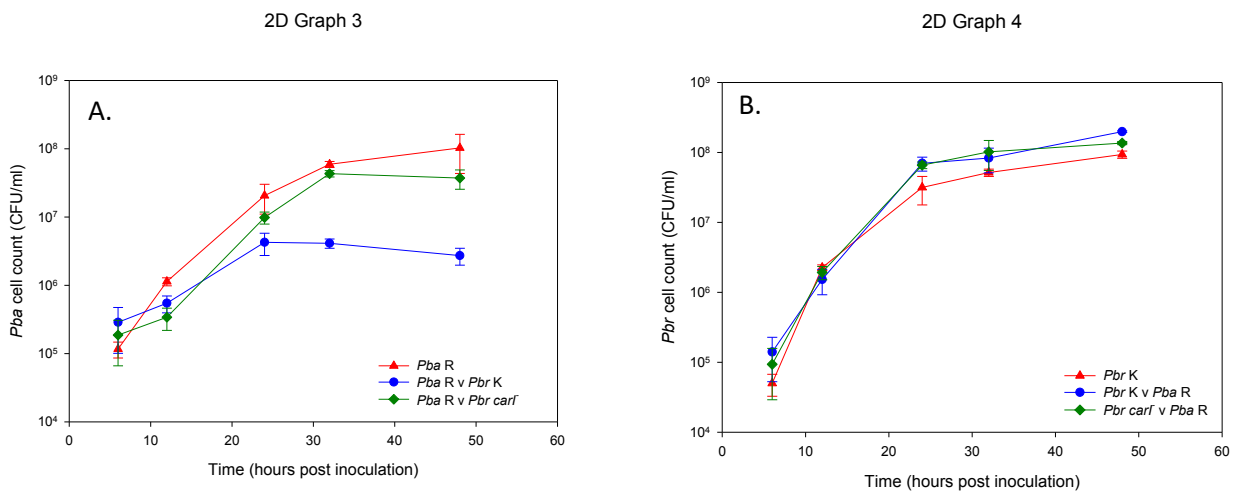 2D Graph 3
2D Graph 4
A.
10⁹
10⁸
10⁷
10⁶
10⁵
10⁴
Pba cell count (CFU/ml)
0 10 20 30 40 50 60
Time (hours post inoculation)
Pba R
Pba R v Pbr K
Pba R v Pbr carI⁻
B.
10⁹
10⁸
10⁷
10⁶
10⁵
10⁴
Pbr cell count (CFU/ml)
0 10 20 30 40 50 60
Time (hours post inoculation)
Pbr K
Pbr K v Pba R
Pbr carI⁻ v Pba R